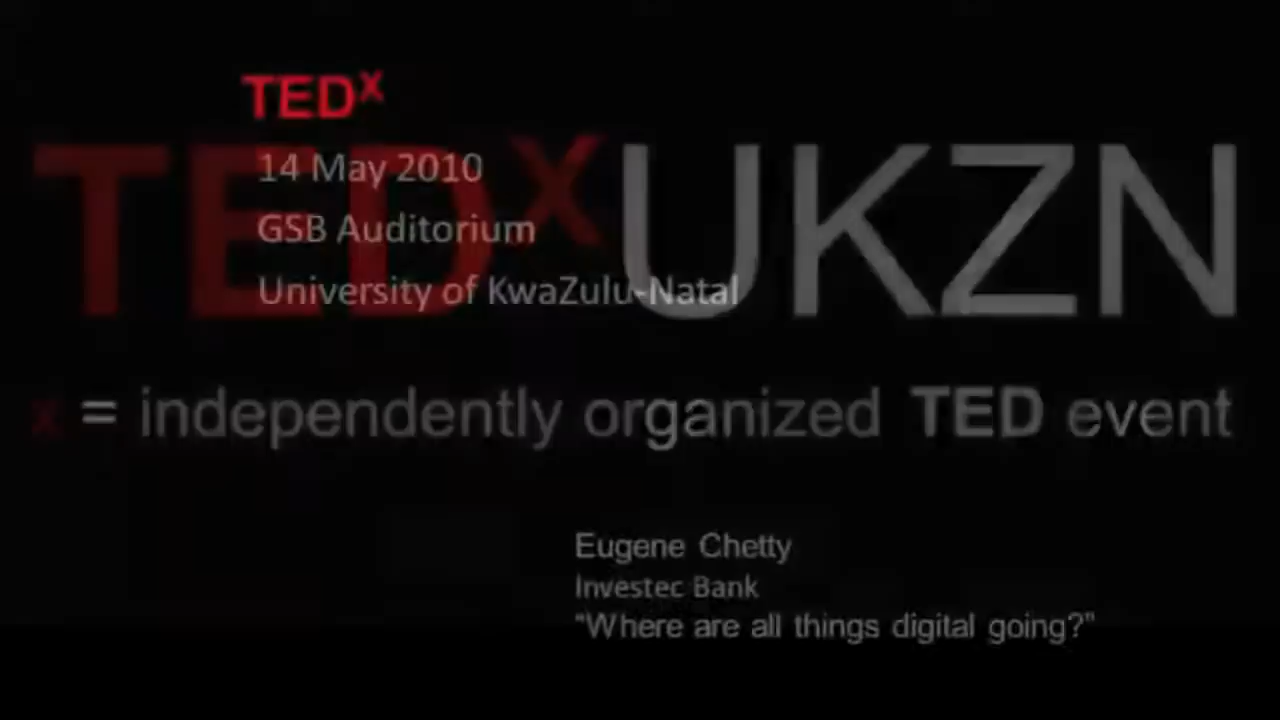 TEDx
14 May 2010
GSB Auditorium
University of KwaZulu-Natal
TEDxUKZN
x = independently organized TED event
Eugene Chetty
Investec Bank
“Where are all things digital going?”